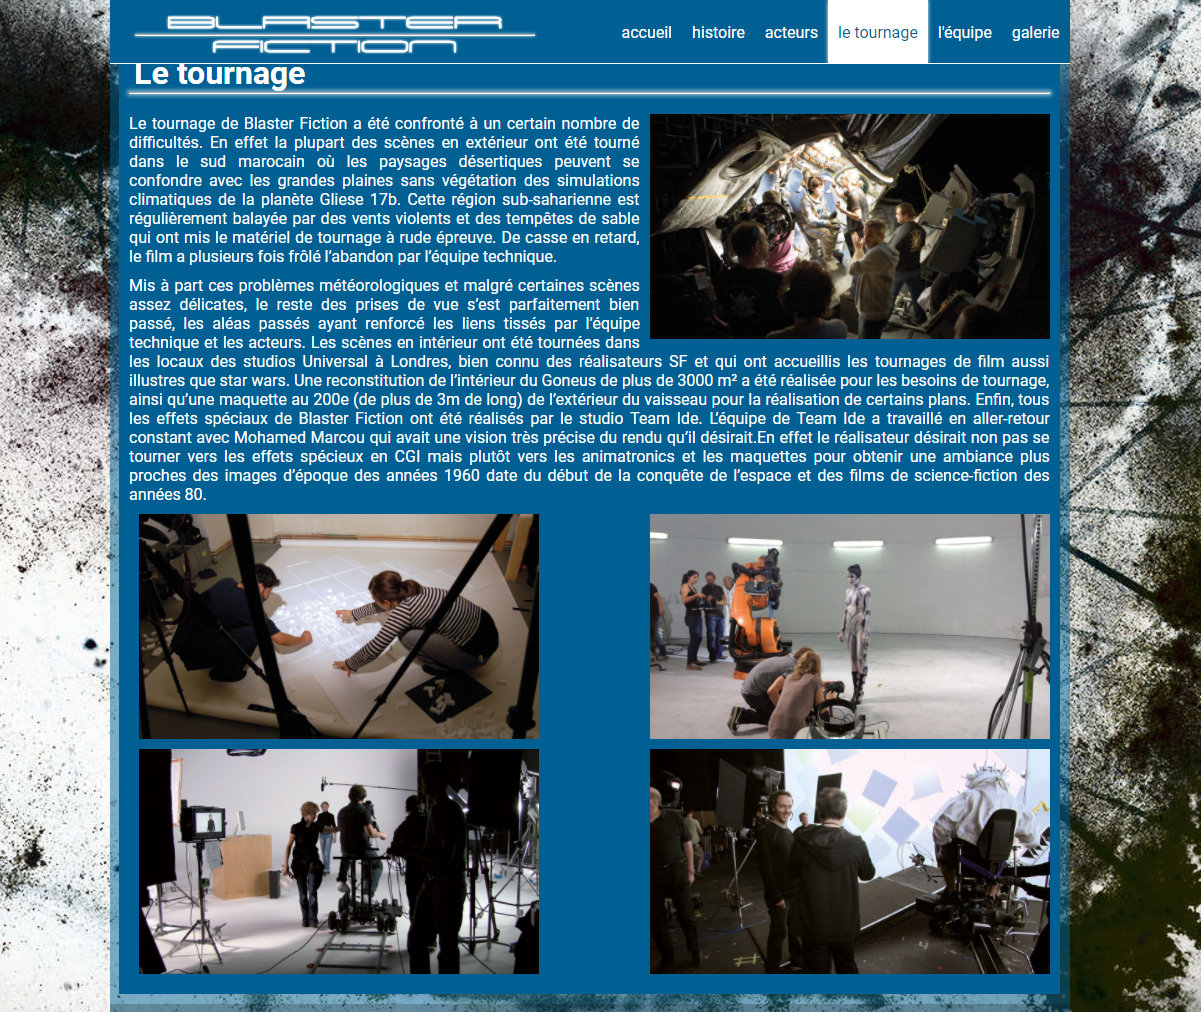 BLASTER
FICTION
accueil histoire acteurs le tournage l'équipe galerie
Le tournage
Le tournage de Blaster Fiction a été confronté à un certain nombre de
difficultés. En effet la plupart des scènes en extérieur ont été tourné
dans le sud marocain où les paysages désertiques peuvent se
confondre avec les grandes plaines sans végétation des simulations
climatiques de la planète Gliese 17b. Cette région sub-saharienne est
régulièrement balayée par des vents violents et des tempêtes de sable
qui ont mis le matériel de tournage à rude épreuve. De casse en retard,
le film a plusieurs fois frôlé l’abandon par l’équipe technique.
Mis à part ces problèmes météorologiques et malgré certaines scènes
assez délicates, le reste des prises de vue s’est parfaitement bien
passé, les aléas passés ayant renforcé les liens tissés par l’équipe
technique et les acteurs. Les scènes en intérieur ont été tournées dans
les locaux des studios Universal à Londres, bien connu des réalisateurs SF et qui ont accueillis les tournages de film aussi
illustres que star wars. Une reconstitution de l’intérieur du Goneus de plus de 3000 m² a été réalisée pour les besoins de tournage,
ainsi qu’une maquette au 200e (de plus de 3m de long) de l’extérieur du vaisseau pour la réalisation de certains plans. Enfin, tous
les effets spéciaux de Blaster Fiction ont été réalisés par le studio Team Ide. L’équipe de Team Ide a travaillé en aller-retour
constant avec Mohamed Marcou qui avait une vision très précise du rendu qu’il désirait.En effet le réalisateur désirait non pas se
tourner vers les effets spécieux en CGI mais plutôt vers les animatronics et les maquettes pour obtenir une ambiance plus
proches des images d’époque des années 1960 date du début de la conquête de l’espace et des films de science-fiction des
années 80.